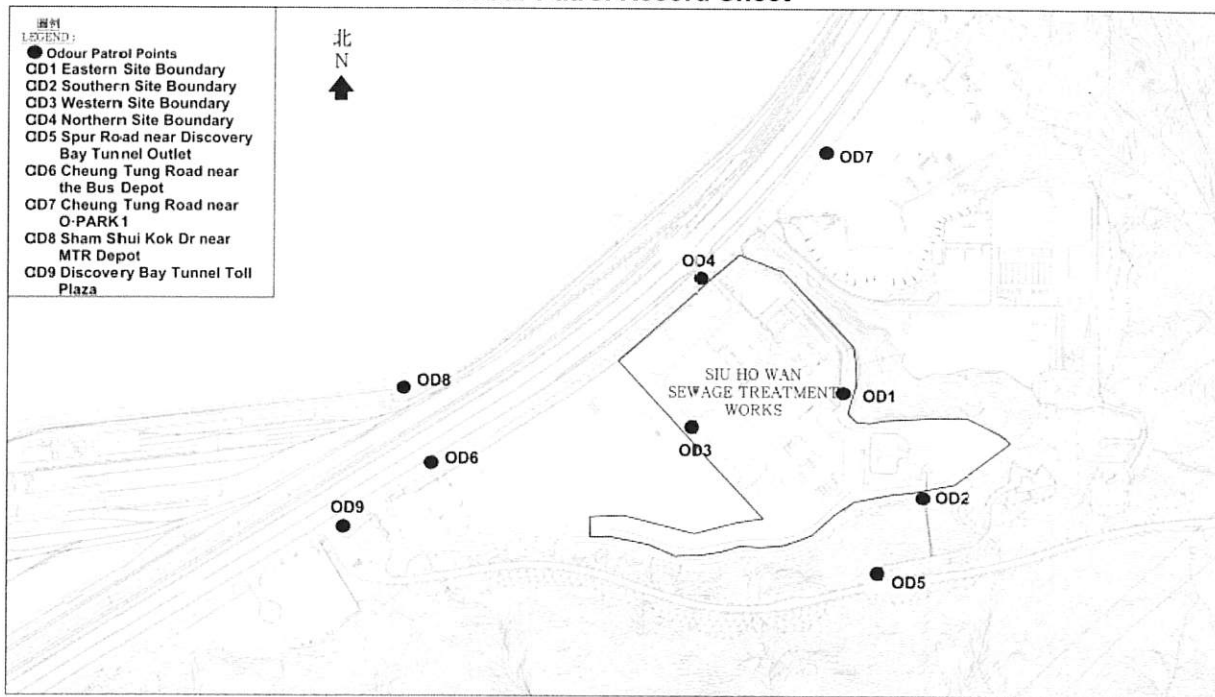 Patrol Record Sheet
圖例
LEGEND:
Odour Patrol Points
OD1 Eastern Site Boundary
OD2 Southern Site Boundary
OD3 Western Site Boundary
OD4 Northern Site Boundary
OD5 Spur Road near Discovery
Bay Tunnel Outlet
OD6 Cheung Tung Road near
the Bus Depot
OD7 Cheung Tung Road near
O-PARK1
OD8 Sham Shui Kok Dr near
MTR Depot
OD9 Discovery Bay Tunnel Toll
Plaza
北
N
OD7
OD4
OD8
SIU HO WAN
SEWAGE TREATMENT
WORKS
OD1
OD3
OD6
OD2
OD9
OD5